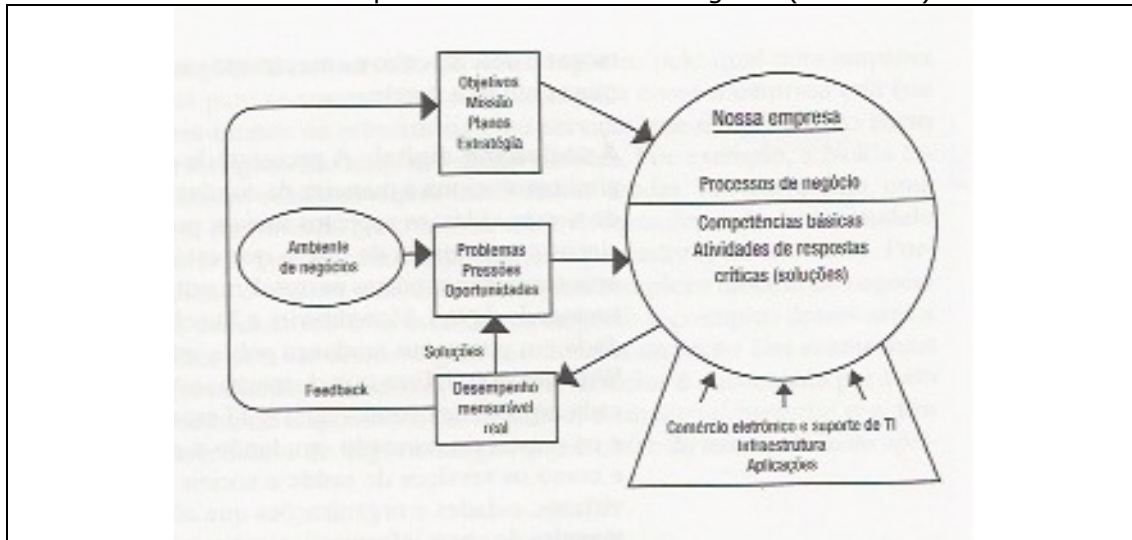 Objetivos
Missão
Planos
Estratégia
Nossa empresa
Processos de negócio
Competências básicas
Atividades de respostas
críticas (soluções)
Ambiente
de negócios
Problemas
Pressões
Oportunidades
Soluções
Feedback
Desempenho
mensurável
real
Comércio eletrônico e suporte de TI
Infraestrutura
Aplicações